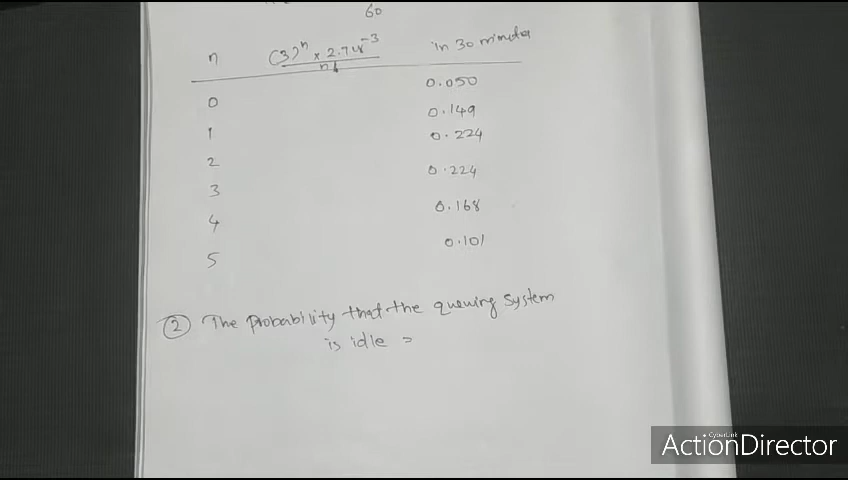 60
n (3)ⁿ × 2.718⁻³ / n! in 30 minutes
0 0.050
1 0.149
2 0.224
3 0.224
4 0.168
5 0.101
② The probability that the queuing system
is idle =
CyberLink
ActionDirector